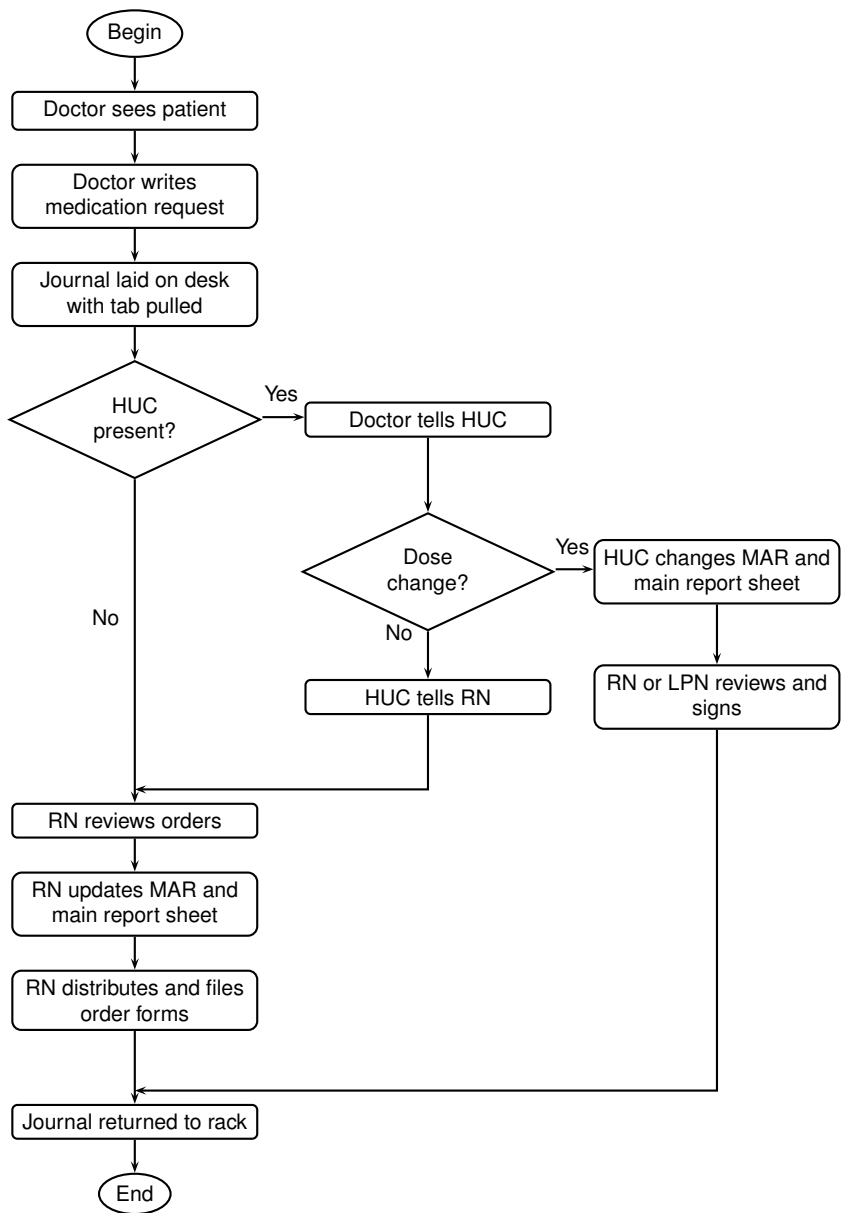 Begin
Doctor sees patient
Doctor writes
medication request
Journal laid on desk
with tab pulled
HUC
present?
Yes
Doctor tells HUC
Dose
change?
Yes
HUC changes MAR and
main report sheet
No
No
HUC tells RN
RN or LPN reviews and
signs
RN reviews orders
RN updates MAR and
main report sheet
RN distributes and files
order forms
Journal returned to rack
End